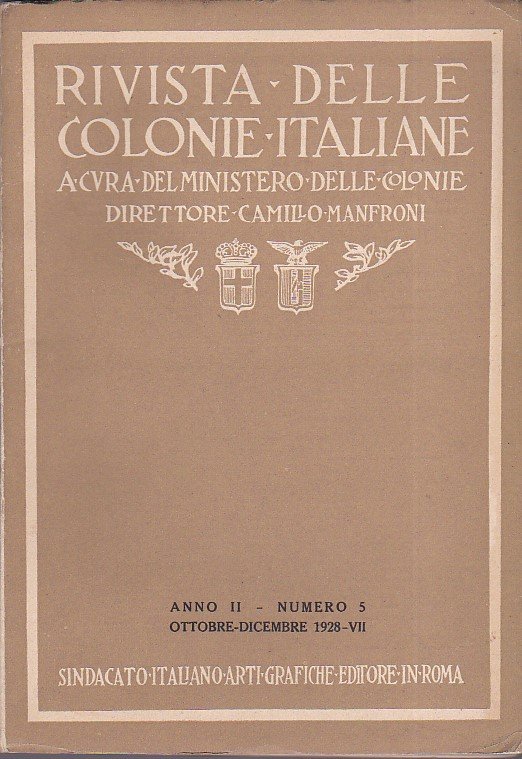 RIVISTA · DELLE
COLONIE · ITALIANE
A · CVRA · DEL MINISTERO · DELLE · COLONIE
DIRETTORE · CAMILLO · MANFRONI
ANNO II - NUMERO 5
OTTOBRE-DICEMBRE 1928-VII
SINDACATO · ITALIANO · ARTI · GRAFICHE · EDITORE · IN · ROMA